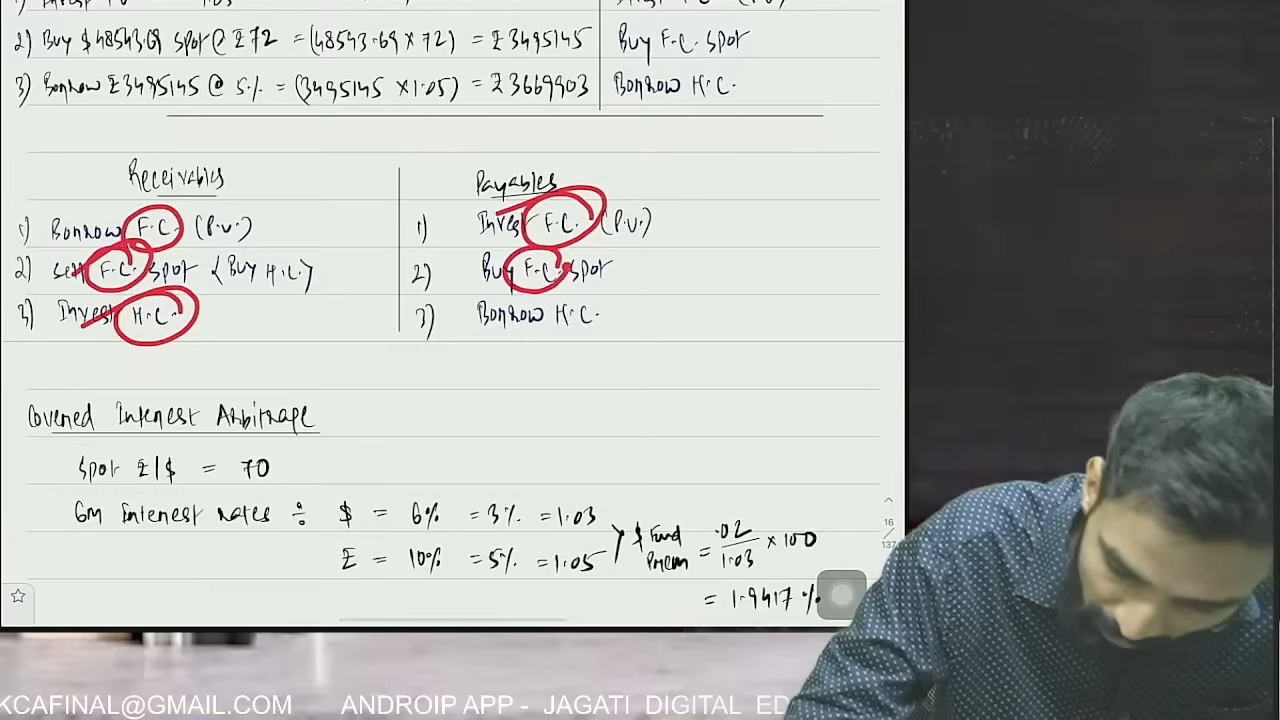 2) Buy $48543.69 spot @ ₹72 = (48543.69 × 72) = ₹3495145 Buy F.C. spot
3) Borrow ₹3495145 @ 5% = (3495145 × 1.05) = ₹3669903 Borrow H.C.
Receivables
1) Borrow F.C. (P.V.)
2) Sell F.C. spot (Buy H.C.)
3) Invest H.C.
Payables
1) Invest F.C. (P.V.)
2) Buy F.C. spot
3) Borrow H.C.
Covered Interest Arbitrage
Spot ₹/$ = 70
6m Interest rates ÷ $ = 6% = 3% = 1.03
₹ = 10% = 5% = 1.05
$ Fwd Prem = .02/1.03 × 100
= 1.9417%
16
137
KCAFINAL@GMAIL.COM ANDROIP APP - JAGATI DIGITAL ED